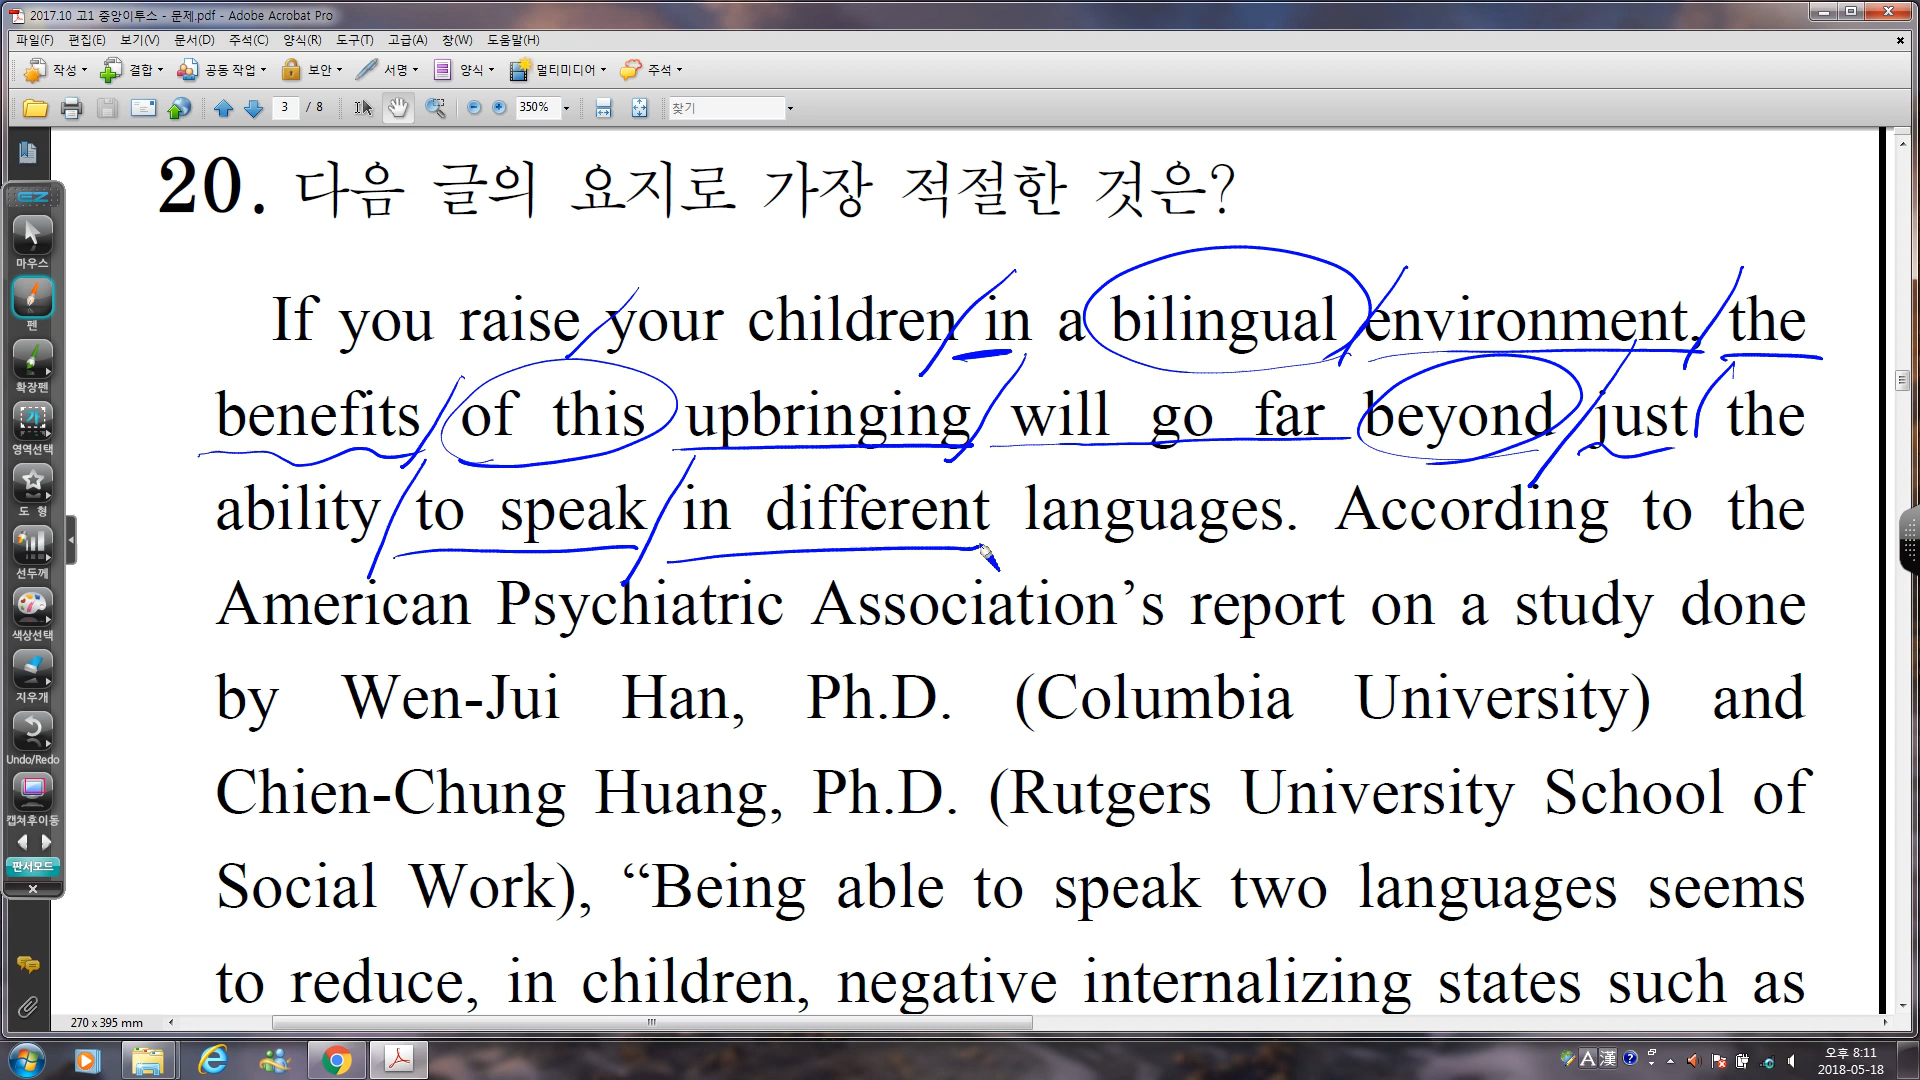 2017.10 고1 중앙이투스 - 문제.pdf - Adobe Acrobat Pro
파일(F) 편집(E) 보기(V) 문서(D) 주석(C) 양식(R) 도구(T) 고급(A) 창(W) 도움말(H)
작성 결합 공동 작업 보안 서명 양식 멀티미디어 주석
3 / 8 350% 찾기
20. 다음 글의 요지로 가장 적절한 것은?
If you raise your children in a bilingual environment, the
benefits of this upbringing will go far beyond just the
ability to speak in different languages. According to the
American Psychiatric Association’s report on a study done
by Wen-Jui Han, Ph.D. (Columbia University) and
Chien-Chung Huang, Ph.D. (Rutgers University School of
Social Work), “Being able to speak two languages seems
to reduce, in children, negative internalizing states such as
EZ
마우스
펜
확장펜
영역선택
도 형
선두께
색상선택
지우개
Undo/Redo
캡쳐후이동
판서모드
270 x 395 mm
A 漢
오후 8:11
2018-05-18